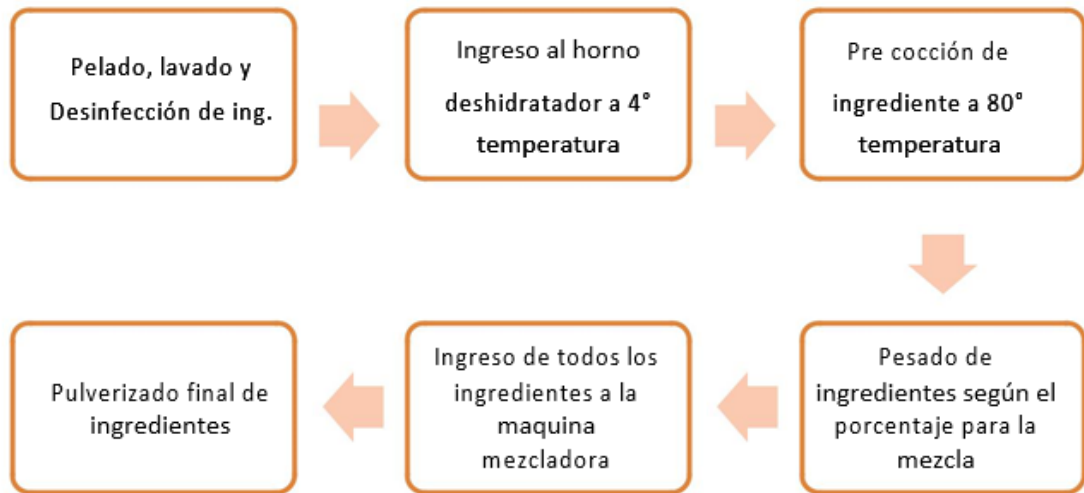 Pelado, lavado y
Desinfección de ing.
Ingreso al horno
deshidratador a 4°
temperatura
Pre cocción de
ingrediente a 80°
temperatura
Pesado de
ingredientes según el
porcentaje para la
mezcla
Ingreso de todos los
ingredientes a la
maquina
mezcladora
Pulverizado final de
ingredientes